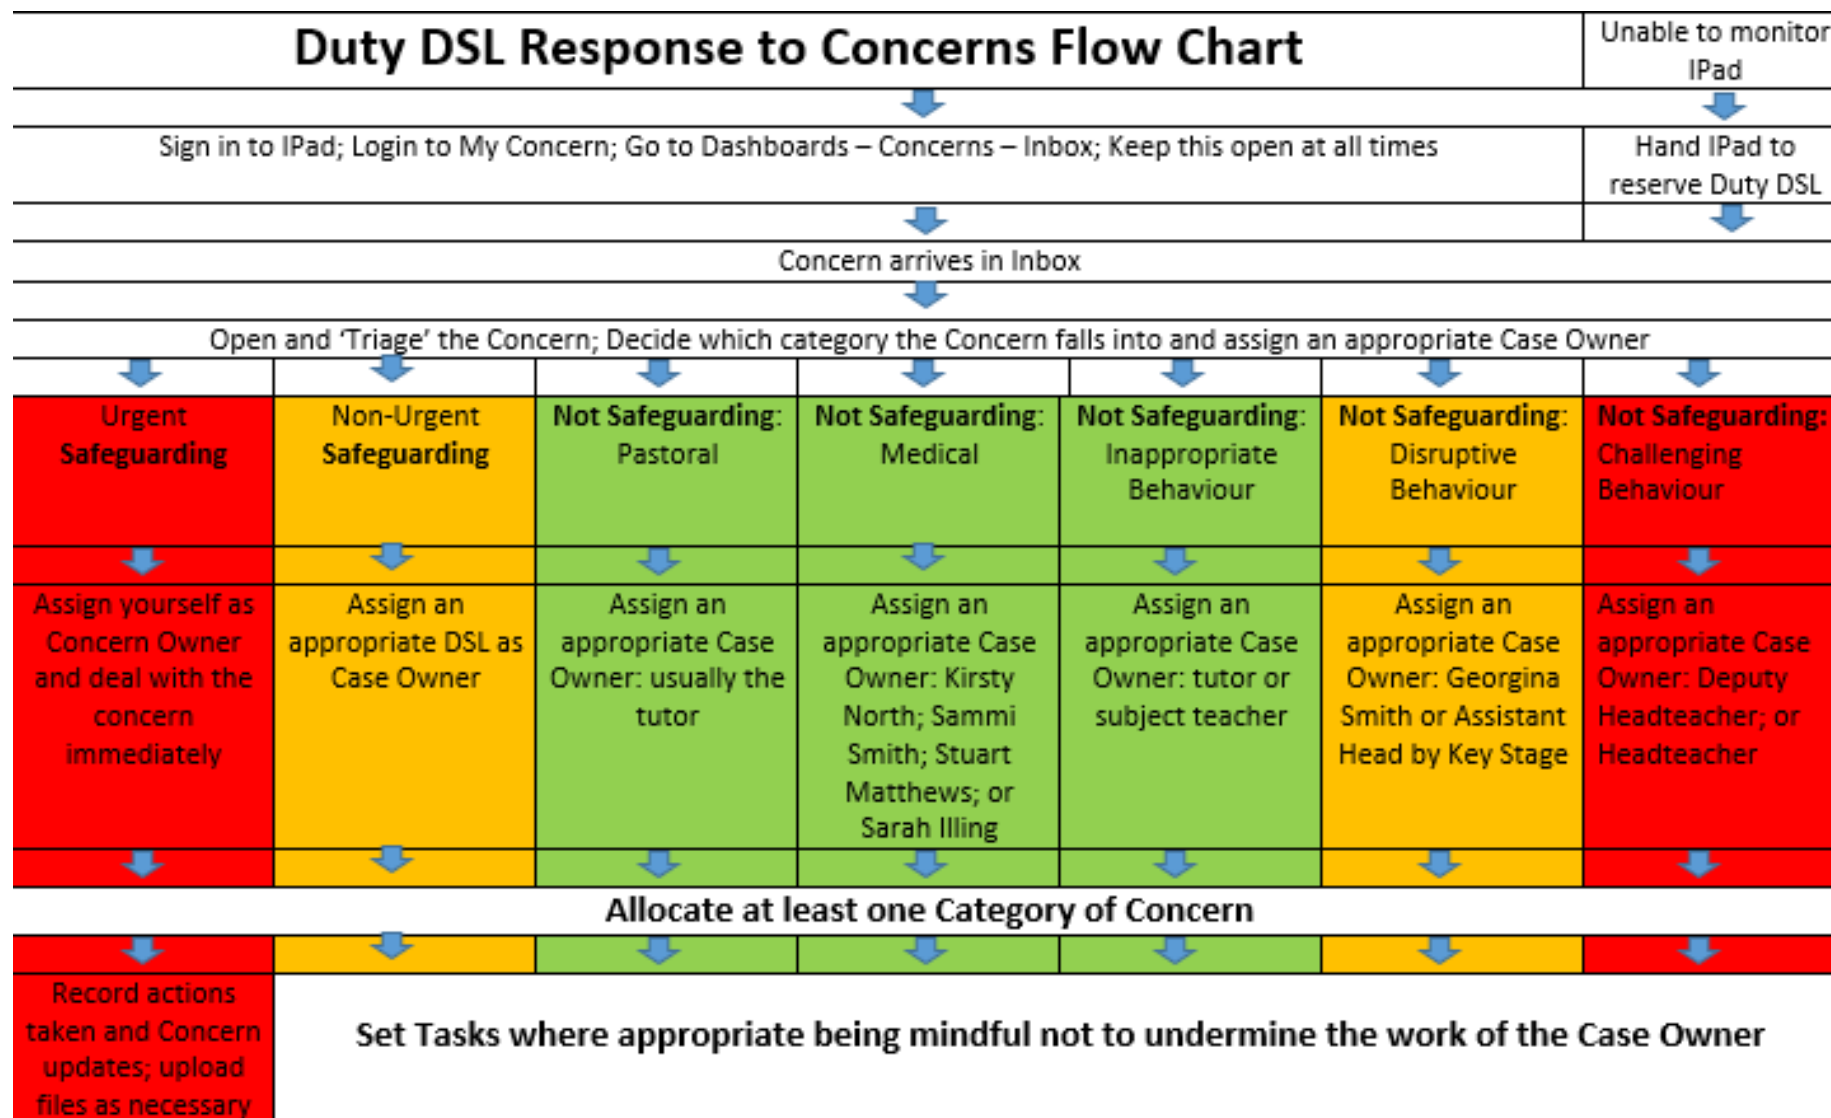 Duty DSL Response to Concerns Flow Chart
Unable to monitor
IPad
Sign in to IPad; Login to My Concern; Go to Dashboards – Concerns – Inbox; Keep this open at all times
Hand IPad to
reserve Duty DSL
Concern arrives in Inbox
Open and ‘Triage’ the Concern; Decide which category the Concern falls into and assign an appropriate Case Owner
Urgent
Safeguarding
Non-Urgent
Safeguarding
Not Safeguarding:
Pastoral
Not Safeguarding:
Medical
Not Safeguarding:
Inappropriate
Behaviour
Not Safeguarding:
Disruptive
Behaviour
Not Safeguarding:
Challenging
Behaviour
Assign yourself as
Concern Owner
and deal with the
concern
immediately
Assign an
appropriate DSL as
Case Owner
Assign an
appropriate Case
Owner: usually the
tutor
Assign an
appropriate Case
Owner: Kirsty
North; Sammi
Smith; Stuart
Matthews; or
Sarah Illing
Assign an
appropriate Case
Owner: tutor or
subject teacher
Assign an
appropriate Case
Owner: Georgina
Smith or Assistant
Head by Key Stage
Assign an
appropriate Case
Owner: Deputy
Headteacher; or
Headteacher
Allocate at least one Category of Concern
Record actions
taken and Concern
updates; upload
files as necessary
Set Tasks where appropriate being mindful not to undermine the work of the Case Owner